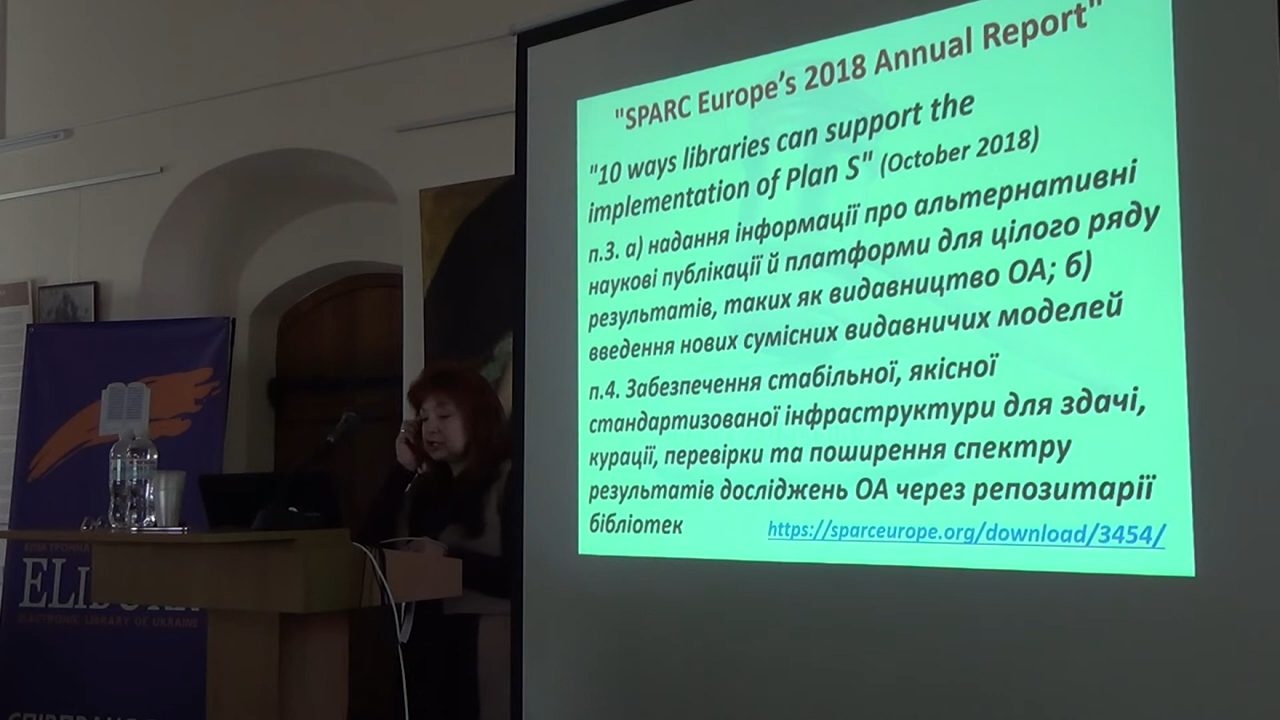 "SPARC Europe's 2018 Annual Report"
"10 ways libraries can support the
implementation of Plan S" (October 2018)
п.3. а) надання інформації про альтернативні
наукові публікації й платформи для цілого ряду
результатів, таких як видавництво ОА; б)
введення нових сумісних видавничих моделей
п.4. Забезпечення стабільної, якісної
стандартизованої інфраструктури для здачі,
курації, перевірки та поширення спектру
результатів досліджень ОА через репозитарії
бібліотек https://spareurope.org/download/3454/
ELECTRONIC LIBRARY OF UKRAINE